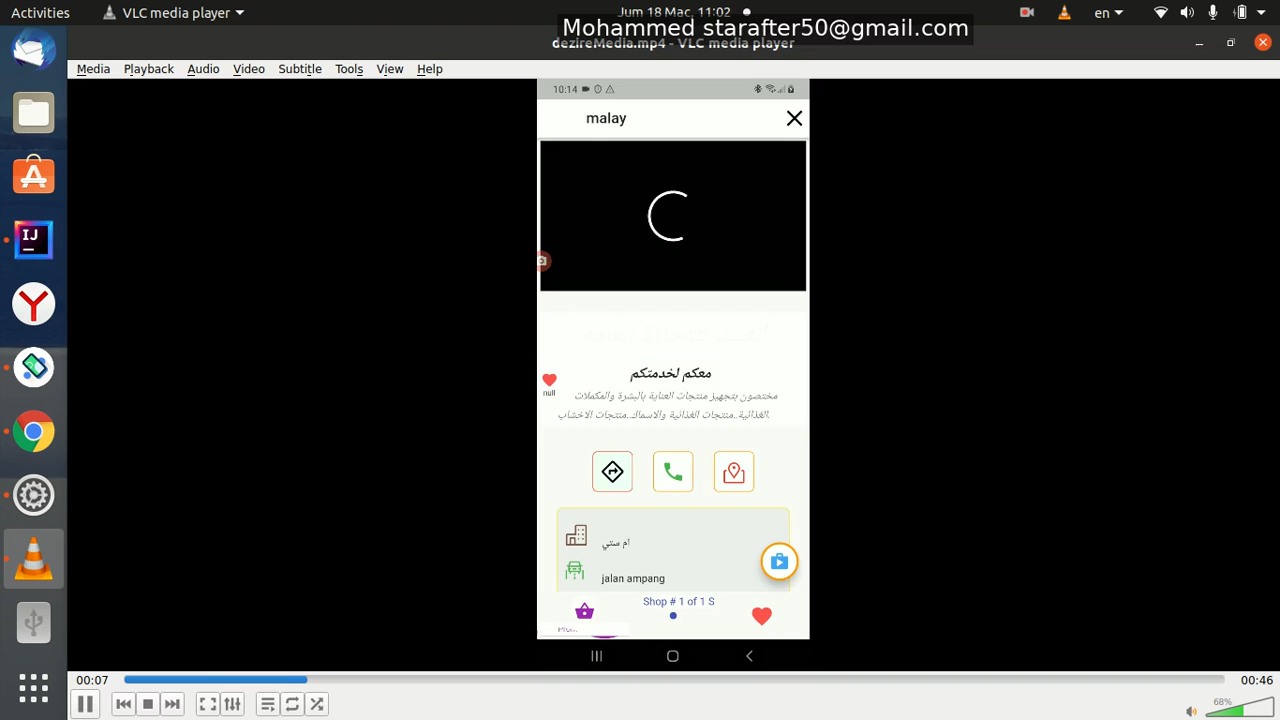 Activities
VLC media player
Jum 18 Mac, 11:02
en
Mohammed starafter50@gmail.com
dezireMedia.mp4 - VLC media player
Media Playback Audio Video Subtitle Tools View Help
10:14
malay
معكم لخدمتكم
null
مختصون بتجهيز منتجات العناية بالبشرة والمكملات
الغذائية..منتجات الغذائية والاسماك..منتجات الاخشاب.
أم ستي
jalan ampang
Shop # 1 of 1 S
00:07
00:46
68%